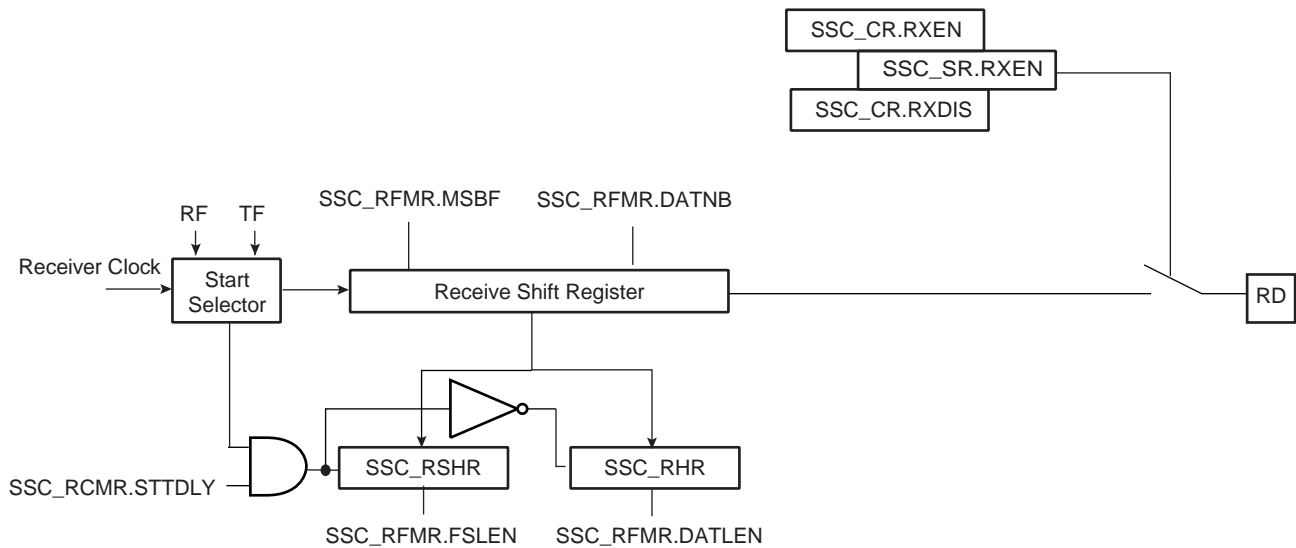 SSC_CR.RXEN
SSC_SR.RXEN
SSC_CR.RXDIS
SSC_RFMR.MSBF
SSC_RFMR.DATNB
RF
TF
Receiver Clock
Start
Selector
Receive Shift Register
RD
SSC_RSHR
SSC_RHR
SSC_RCMR.STTDLY
SSC_RFMR.FSLEN
SSC_RFMR.DATLEN